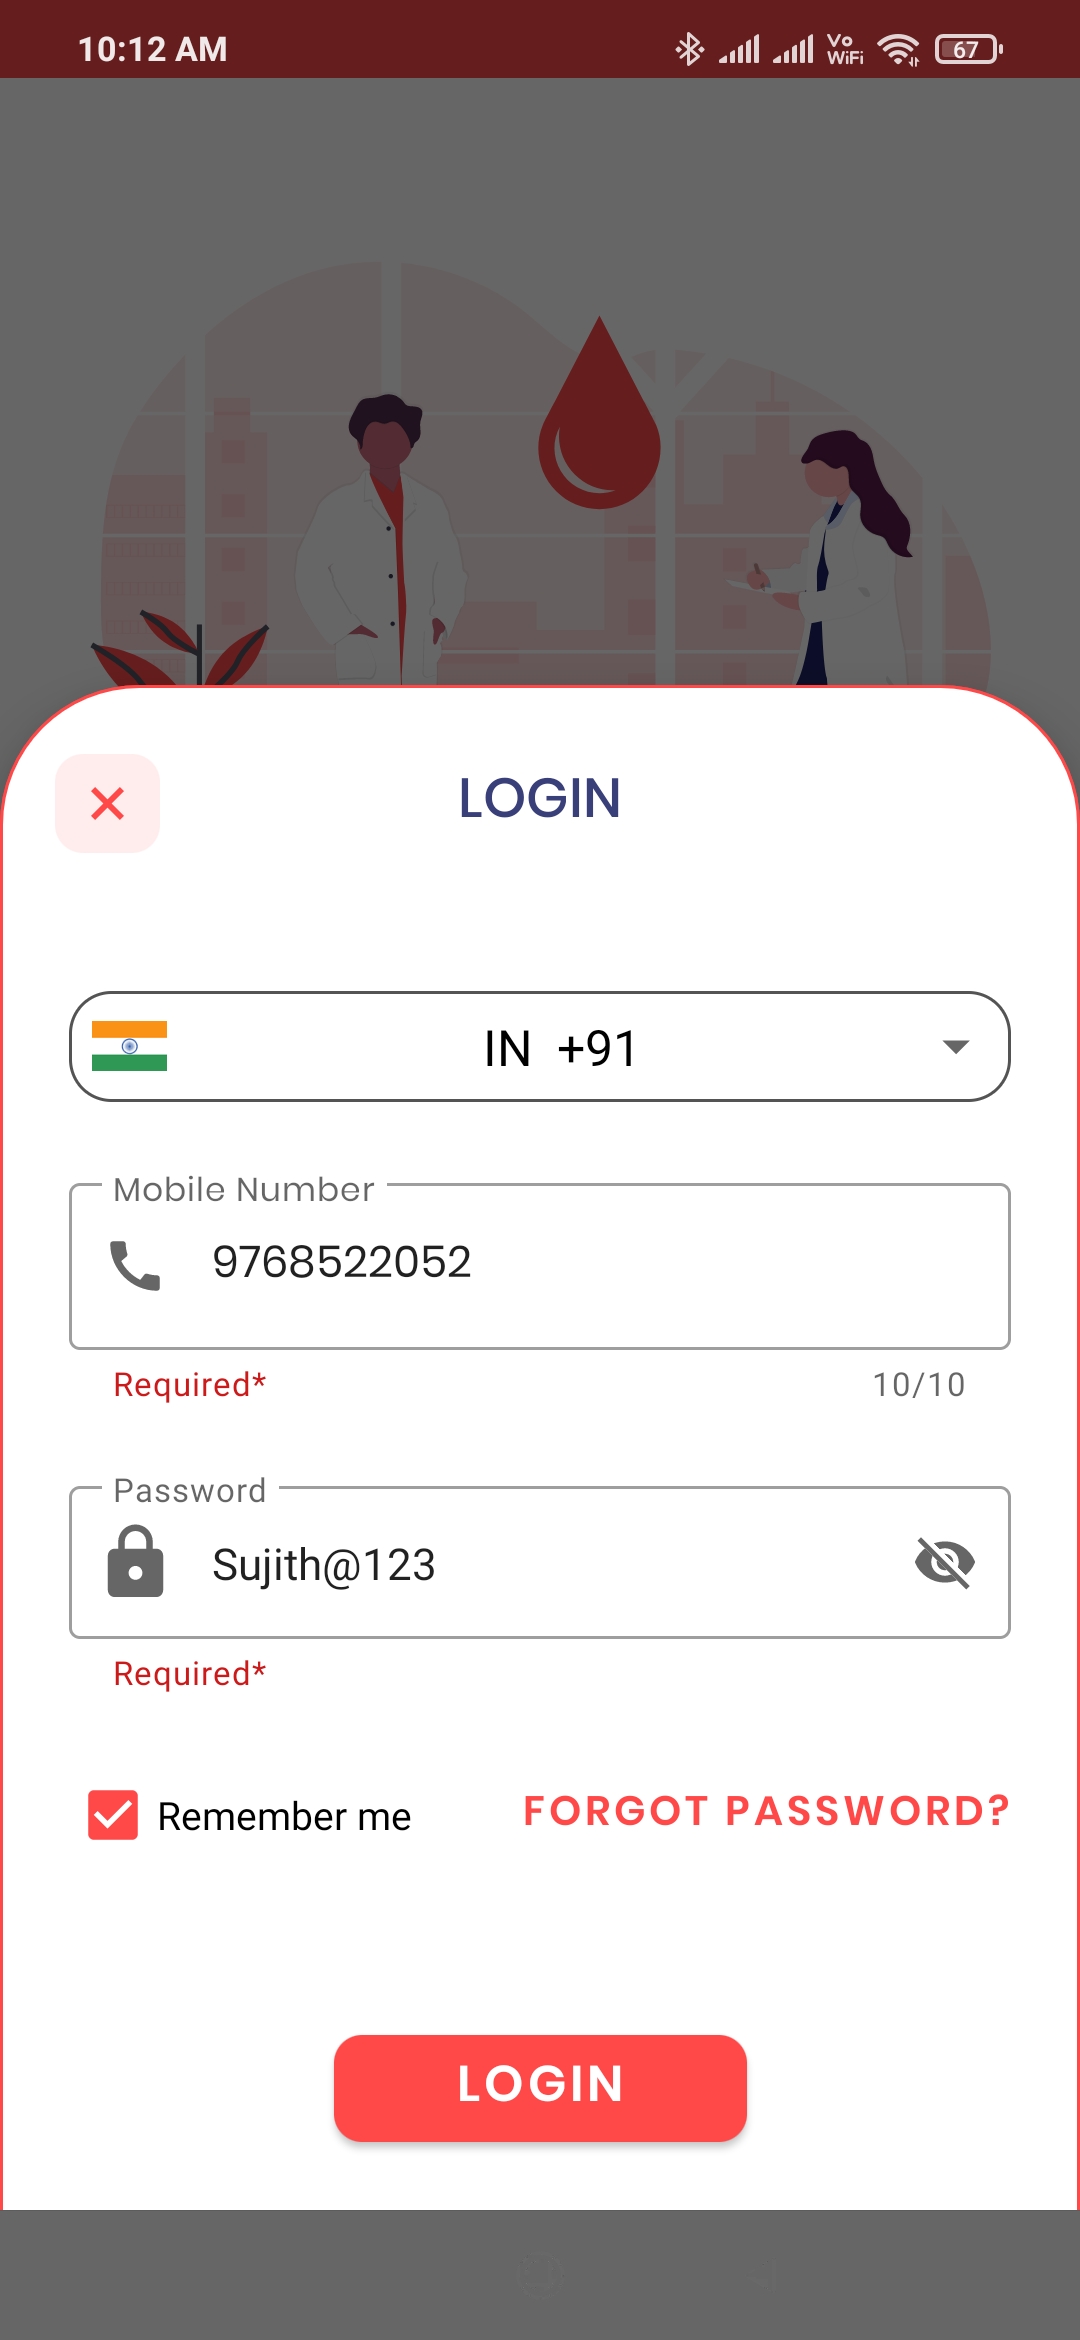 10:12 AM
Vo
WiFi
67
LOGIN
IN +91
Mobile Number
9768522052
Required*
10/10
Password
Sujith@123
Required*
Remember me
FORGOT PASSWORD?
LOGIN